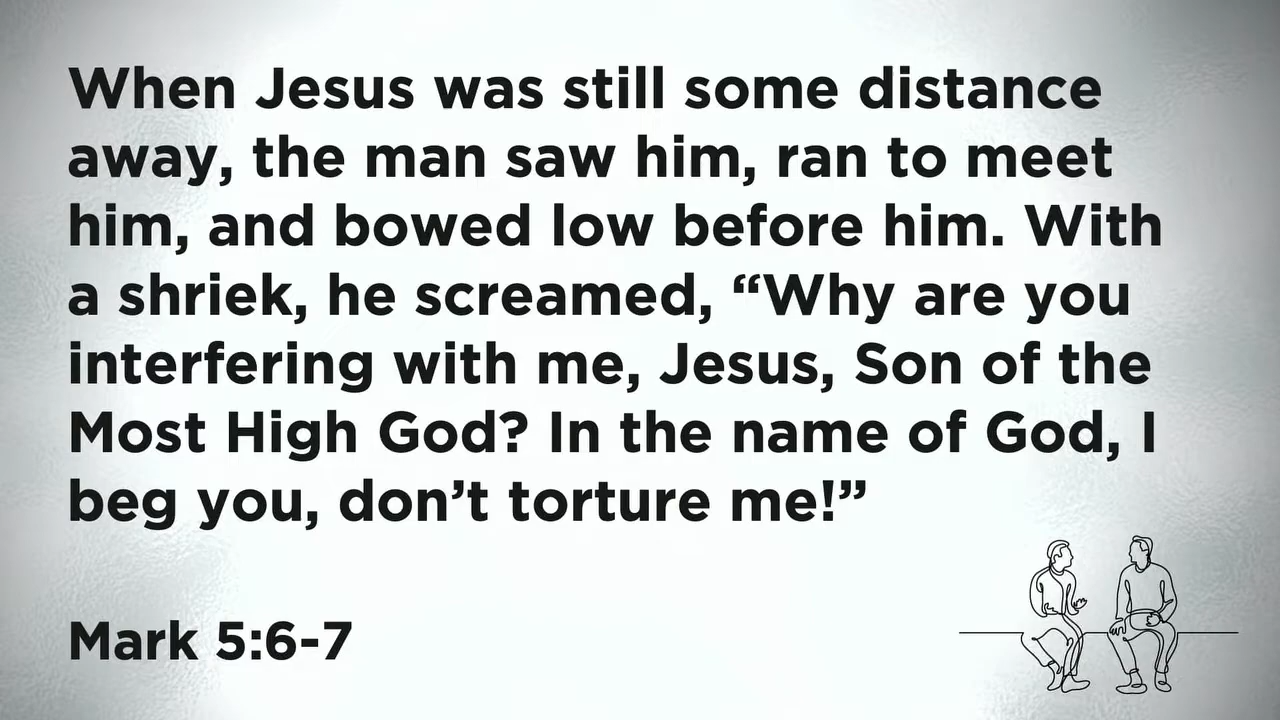 When Jesus was still some distance
away, the man saw him, ran to meet
him, and bowed low before him. With
a shriek, he screamed, “Why are you
interfering with me, Jesus, Son of the
Most High God? In the name of God, I
beg you, don’t torture me!”
Mark 5:6-7